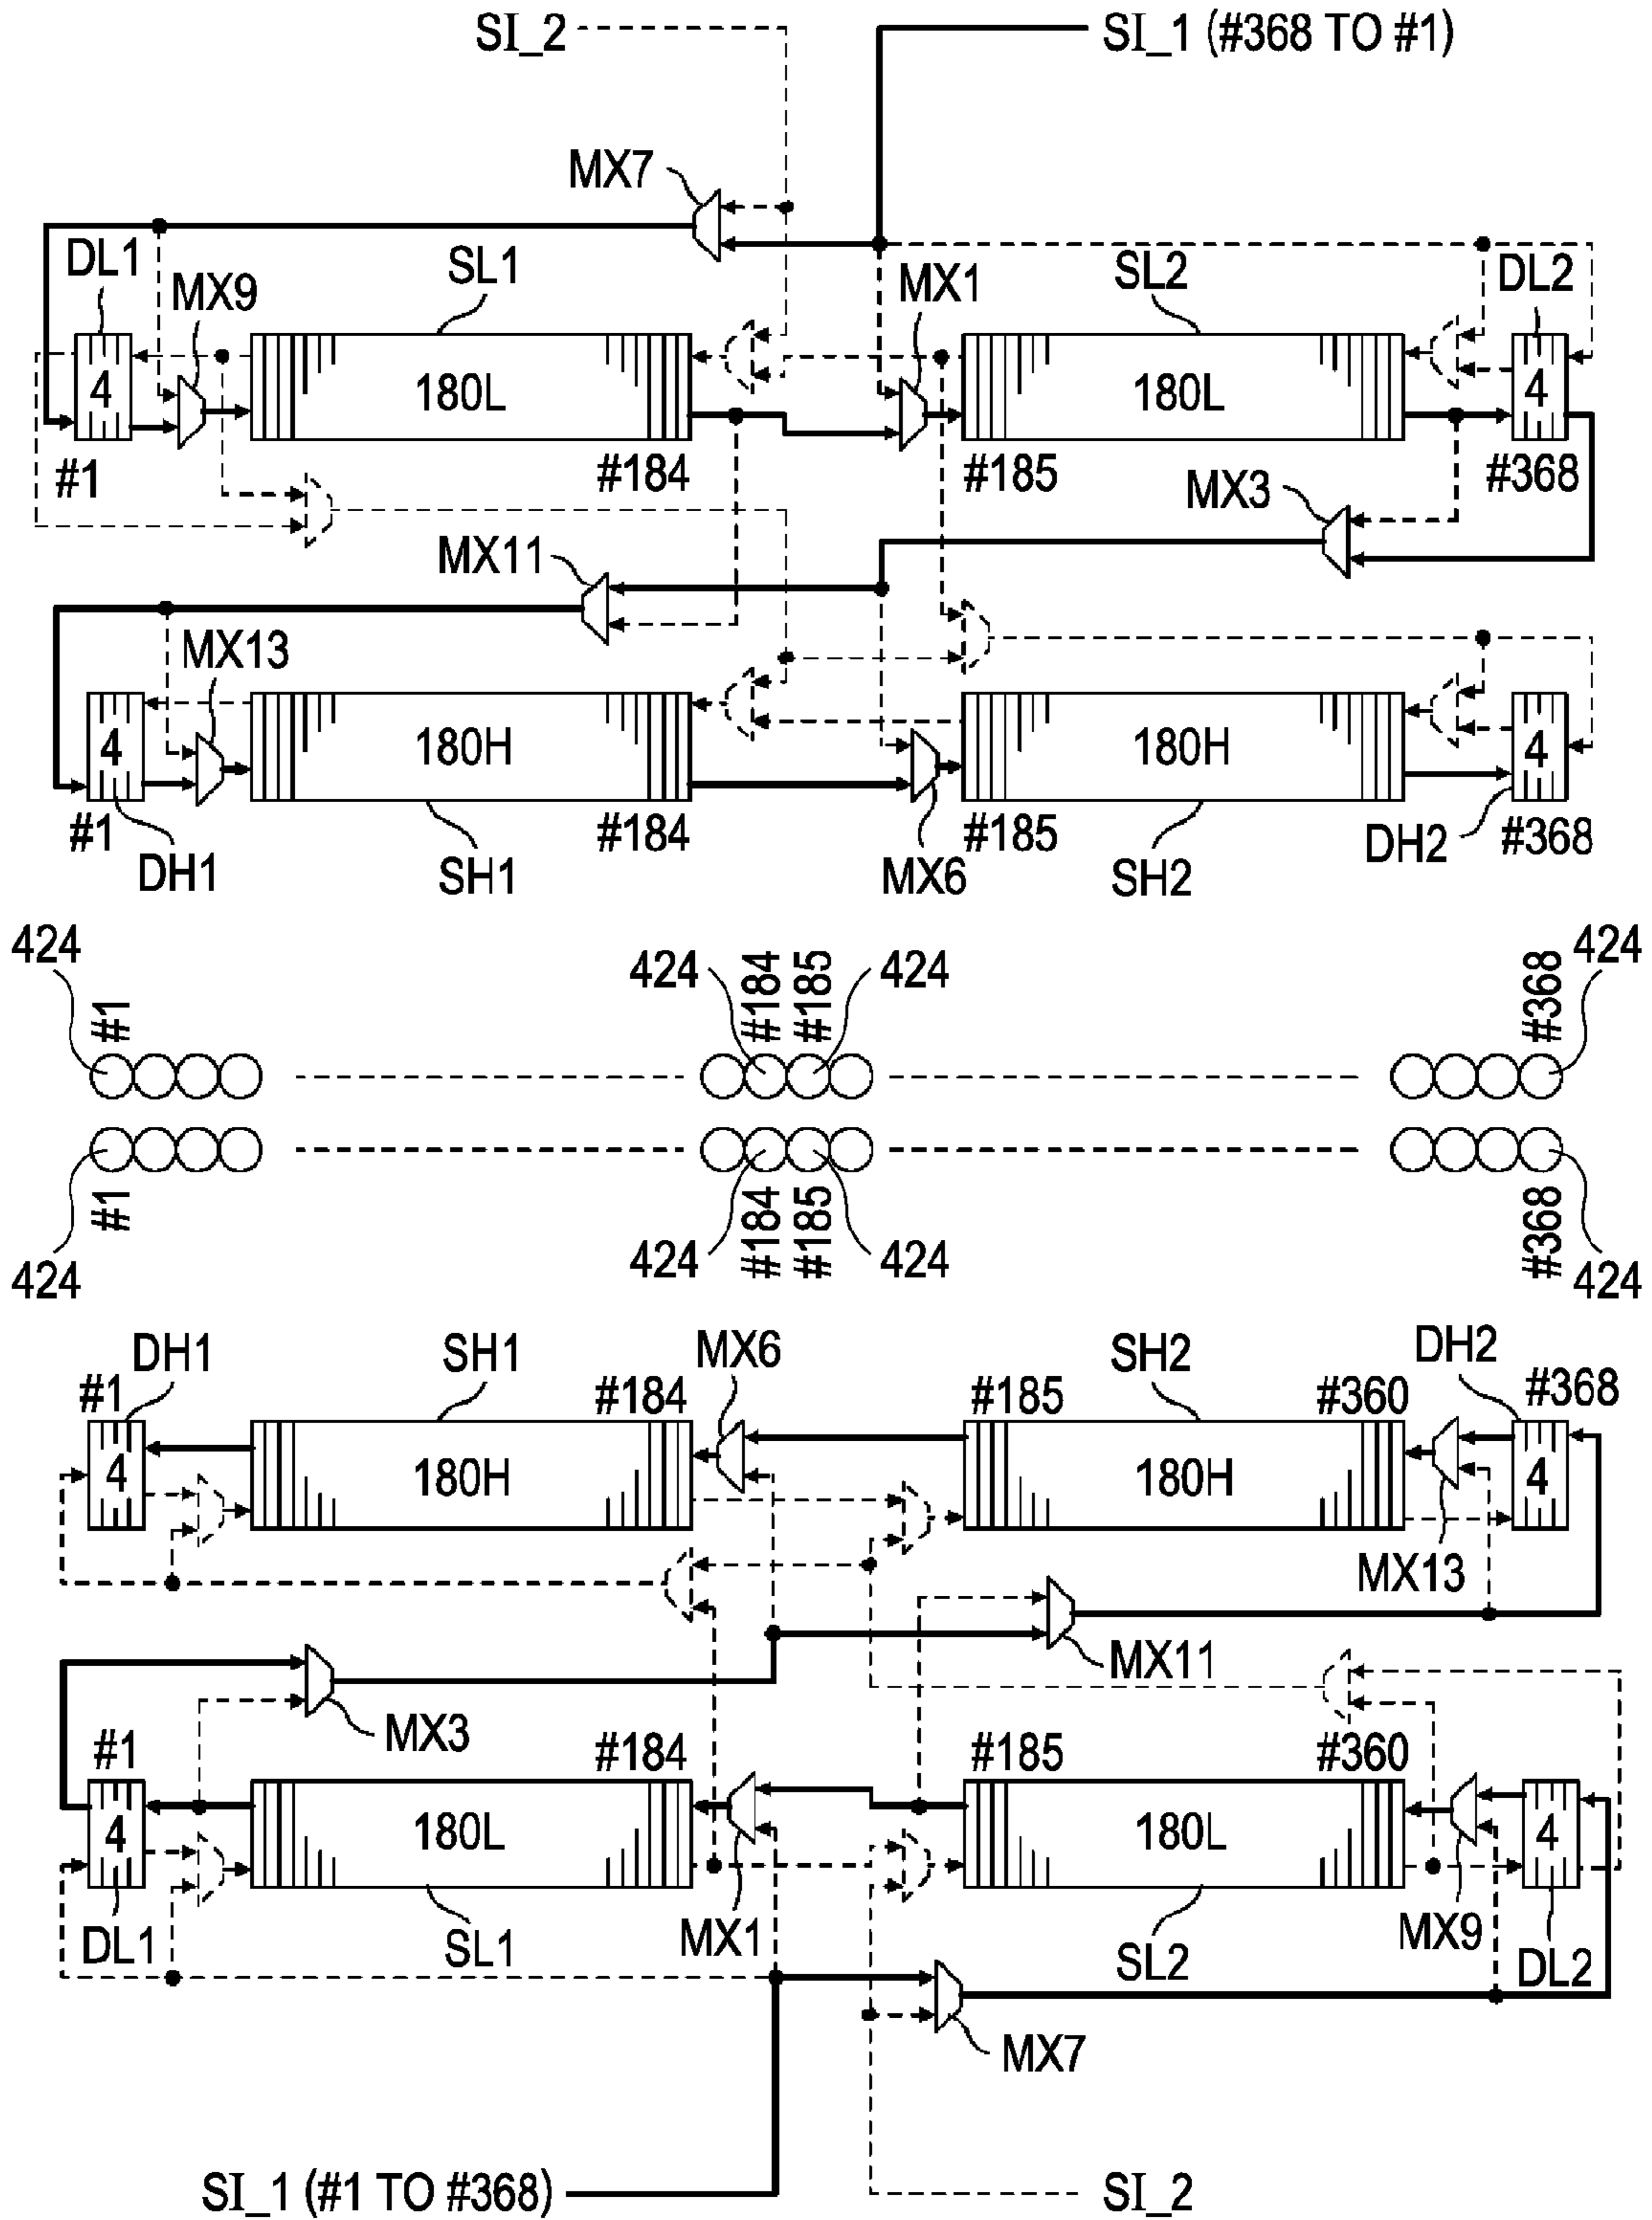 SI_2
SI_1 (#368 TO #1)
MX7
DL1
MX9
SL1
MX1
SL2
DL2
4
180L
180L
4
#1
#184
#185
#368
MX3
MX11
MX13
4
180H
180H
4
#1
#184
#185
#368
DH1
SH1
MX6
SH2
DH2
424
#1
424
#184
#185
424
#368
424
424
#1
424
#184
#185
424
#368
424
DH1
SH1
MX6
SH2
DH2
#1
#184
#185
#360
#368
4
180H
180H
4
MX13
MX11
MX3
#1
#184
#185
#360
4
180L
180L
4
DL1
SL1
MX1
SL2
MX9
DL2
MX7
SI_1 (#1 TO #368)
SI_2